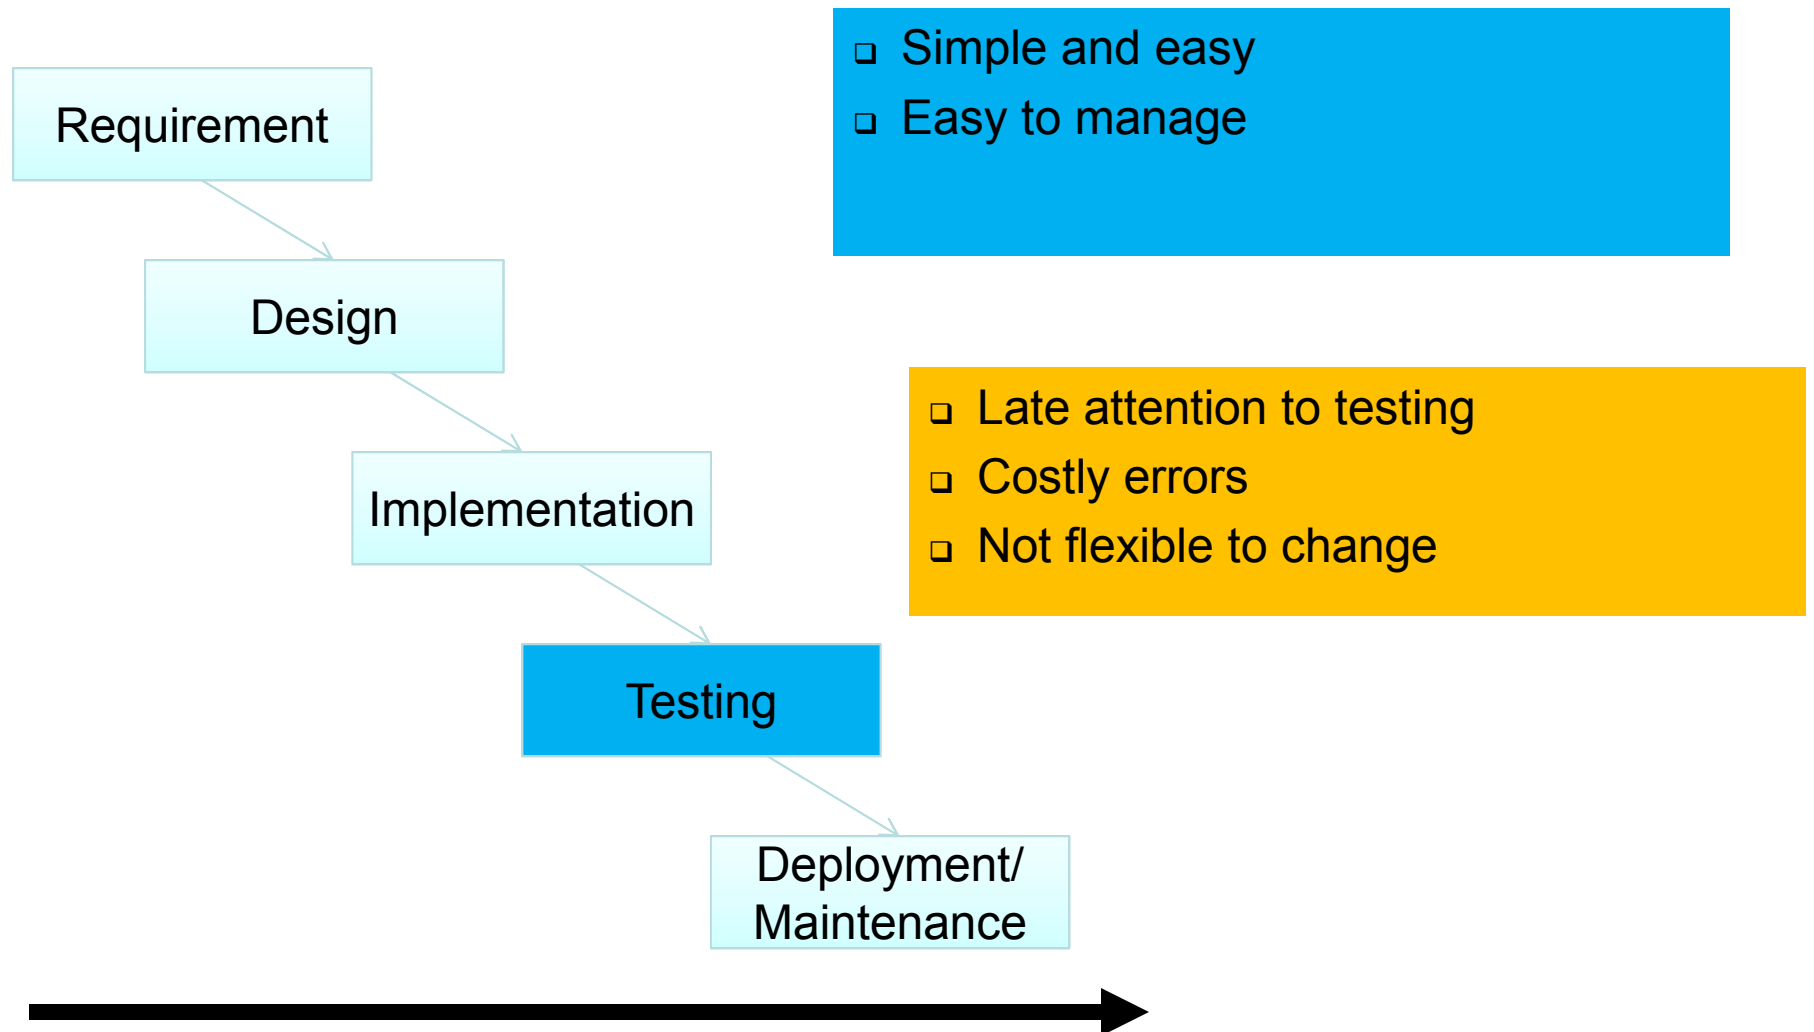 Requirement
Design
Implementation
Testing
Deployment/
Maintenance
Simple and easy
Easy to manage
Late attention to testing
Costly errors
Not flexible to change